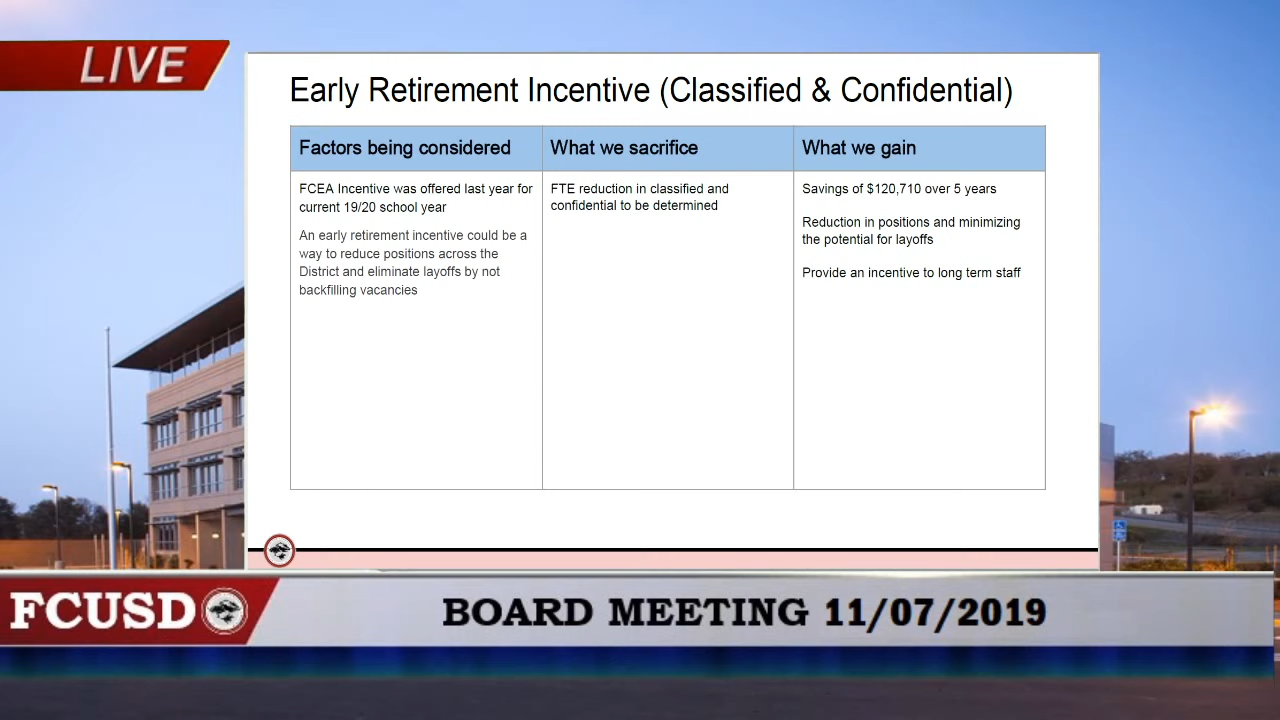 LIVE
Early Retirement Incentive (Classified & Confidential)
Factors being considered
What we sacrifice
What we gain
FCEA Incentive was offered last year for
current 19/20 school year
An early retirement incentive could be a
way to reduce positions across the
District and eliminate layoffs by not
backfilling vacancies
FTE reduction in classified and
confidential to be determined
Savings of $120,710 over 5 years
Reduction in positions and minimizing
the potential for layoffs
Provide an incentive to long term staff
FCUSD
BOARD MEETING 11/07/2019